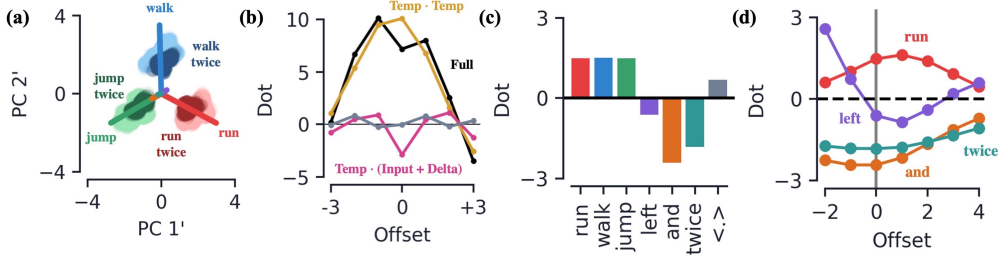 (a)
walk
walk
twice
jump
twice
jump
run
twice
run
PC 2'
4
0
−4
−4
0
4
PC 1'
(b)
Temp · Temp
Full
Temp · (Input + Delta)
Dot
10
5
0
−5
-3
0
+3
Offset
(c)
Dot
3
0
−3
run
walk
jump
left
and
twice
<.>
(d)
run
left
twice
and
Dot
3
0
−3
−2
0
2
4
Offset